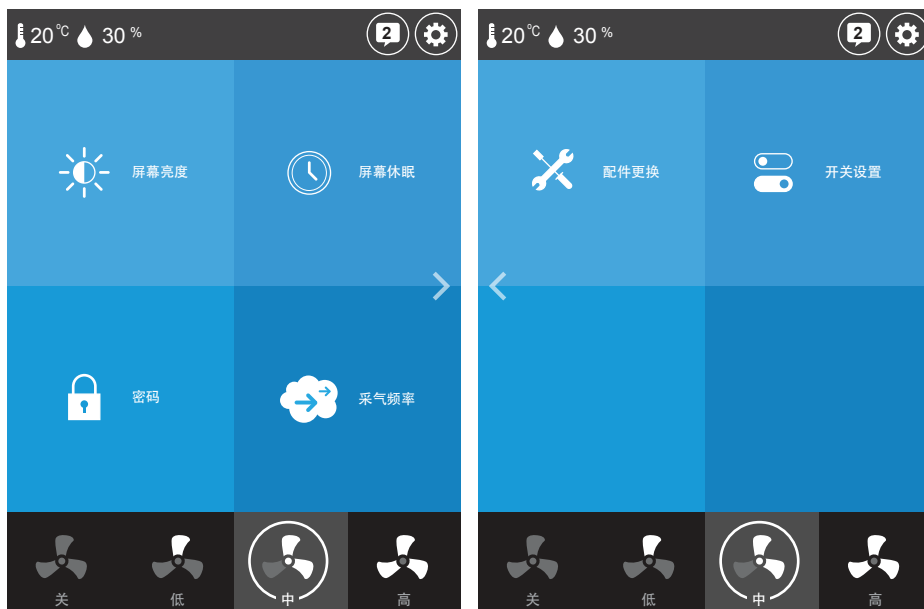 20℃ 30 % 2
屏幕亮度 屏幕休眠
密码 采气频率
关 低 中 高
20℃ 30 % 2
配件更换 开关设置
关 低 中 高